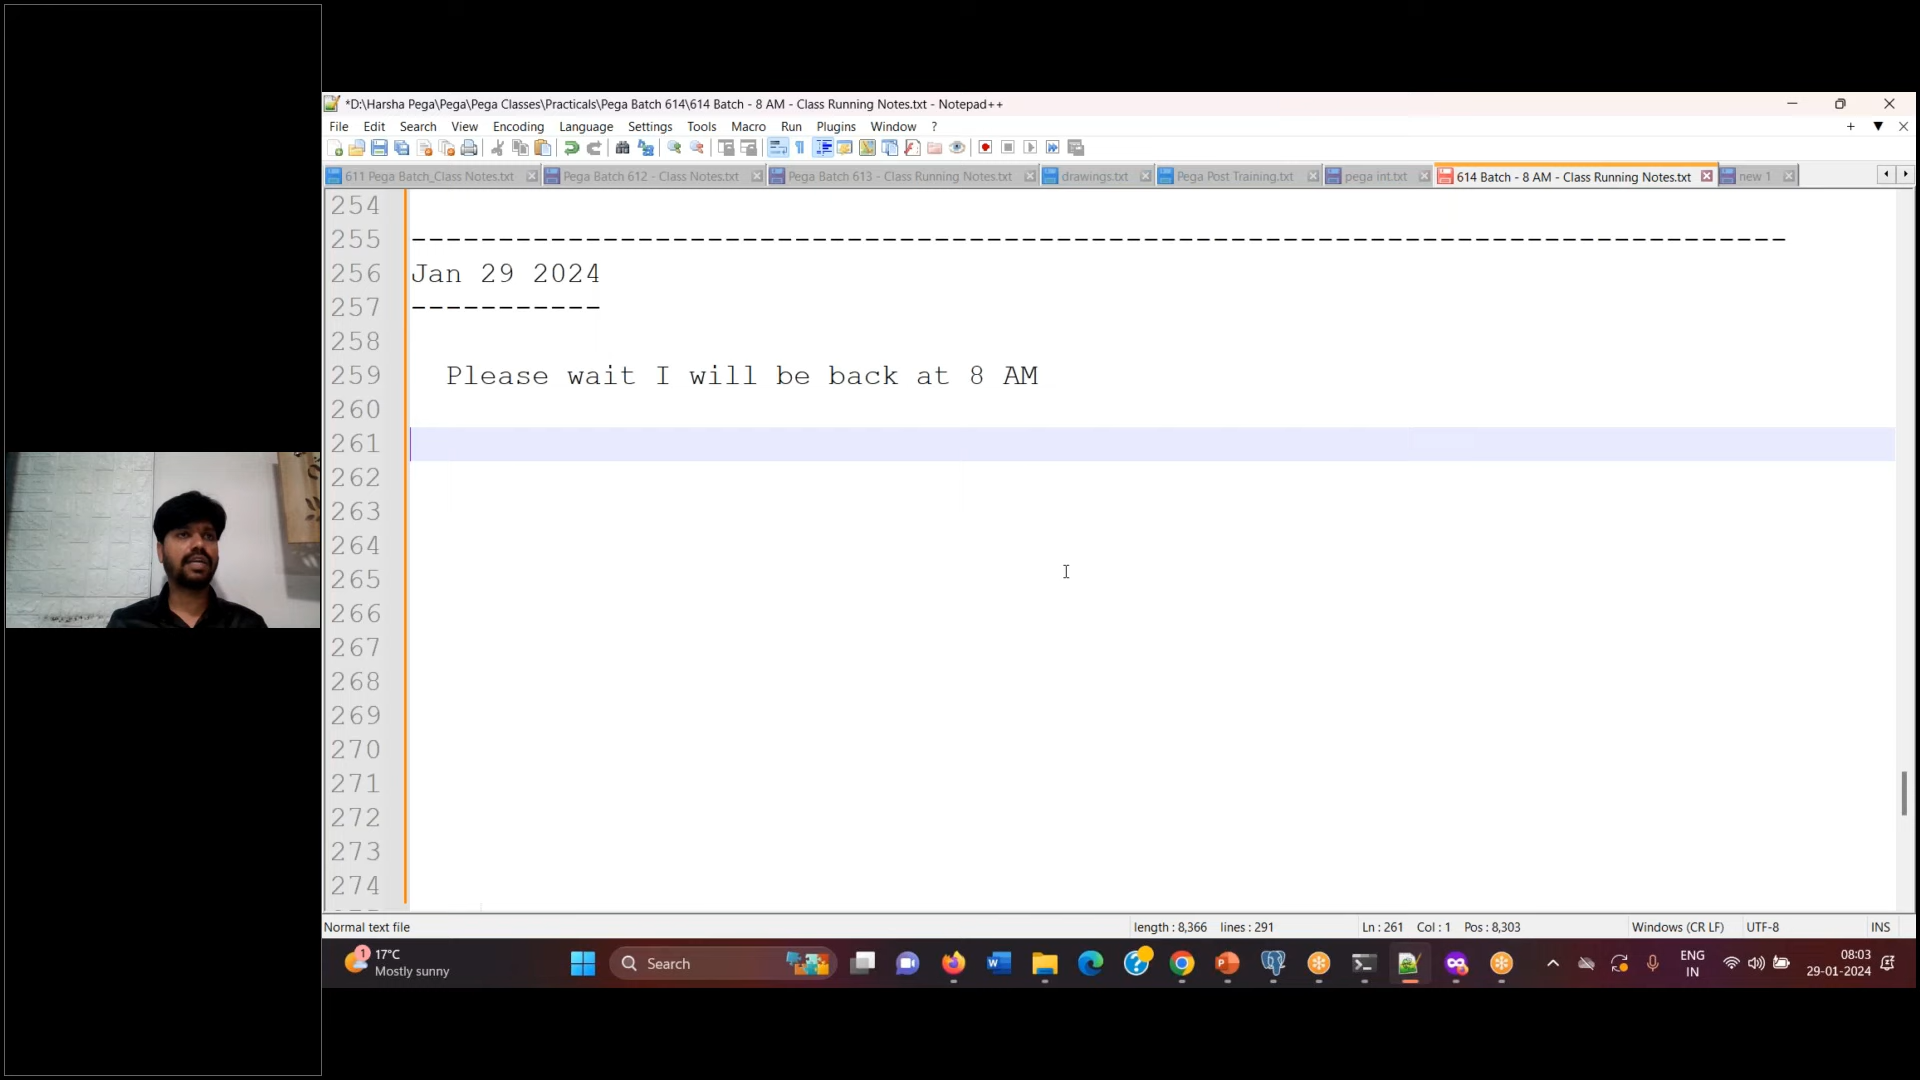 *D:\Harsha Pega\Pega\Pega Classes\Practicals\Pega Batch 614\614 Batch - 8 AM - Class Running Notes.txt - Notepad++
File Edit Search View Encoding Language Settings Tools Macro Run Plugins Window ?
611 Pega Batch_Class Notes.txt Pega Batch 612 - Class Notes.txt Pega Batch 613 - Class Running Notes.txt drawings.txt Pega Post Training.txt pega int.txt 614 Batch - 8 AM - Class Running Notes.txt new 1
254
255 --------------------------------------------------------------------------------
256 Jan 29 2024
257 -----------
258
259 Please wait I will be back at 8 AM
260
261
262
263
264
265
266
267
268
269
270
271
272
273
274
Normal text file length : 8,366 lines : 291 Ln : 261 Col : 1 Pos : 8,303 Windows (CR LF) UTF-8 INS
1 17°C
Mostly sunny
Search
ENG
IN
08:03
29-01-2024